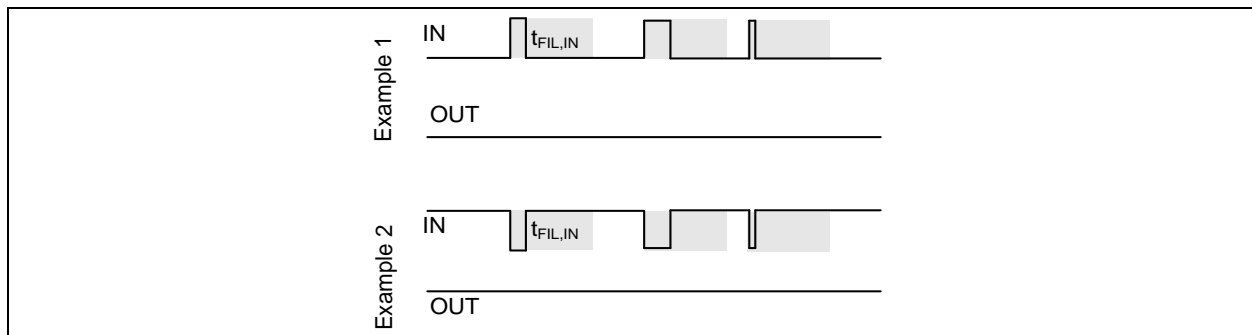 Example 1
IN
tFIL,IN
OUT
Example 2
IN
tFIL,IN
OUT